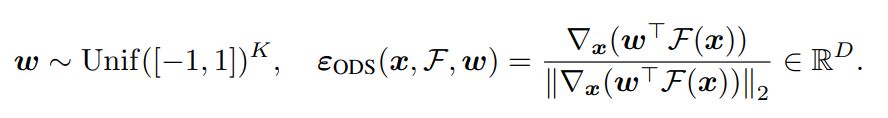 w ∼ Unif([−1, 1])^K, ε_ODS(x, F, w) = ∇_x(w^⊤F(x)) / ‖∇_x(w^⊤F(x))‖_2 ∈ ℝ^D.